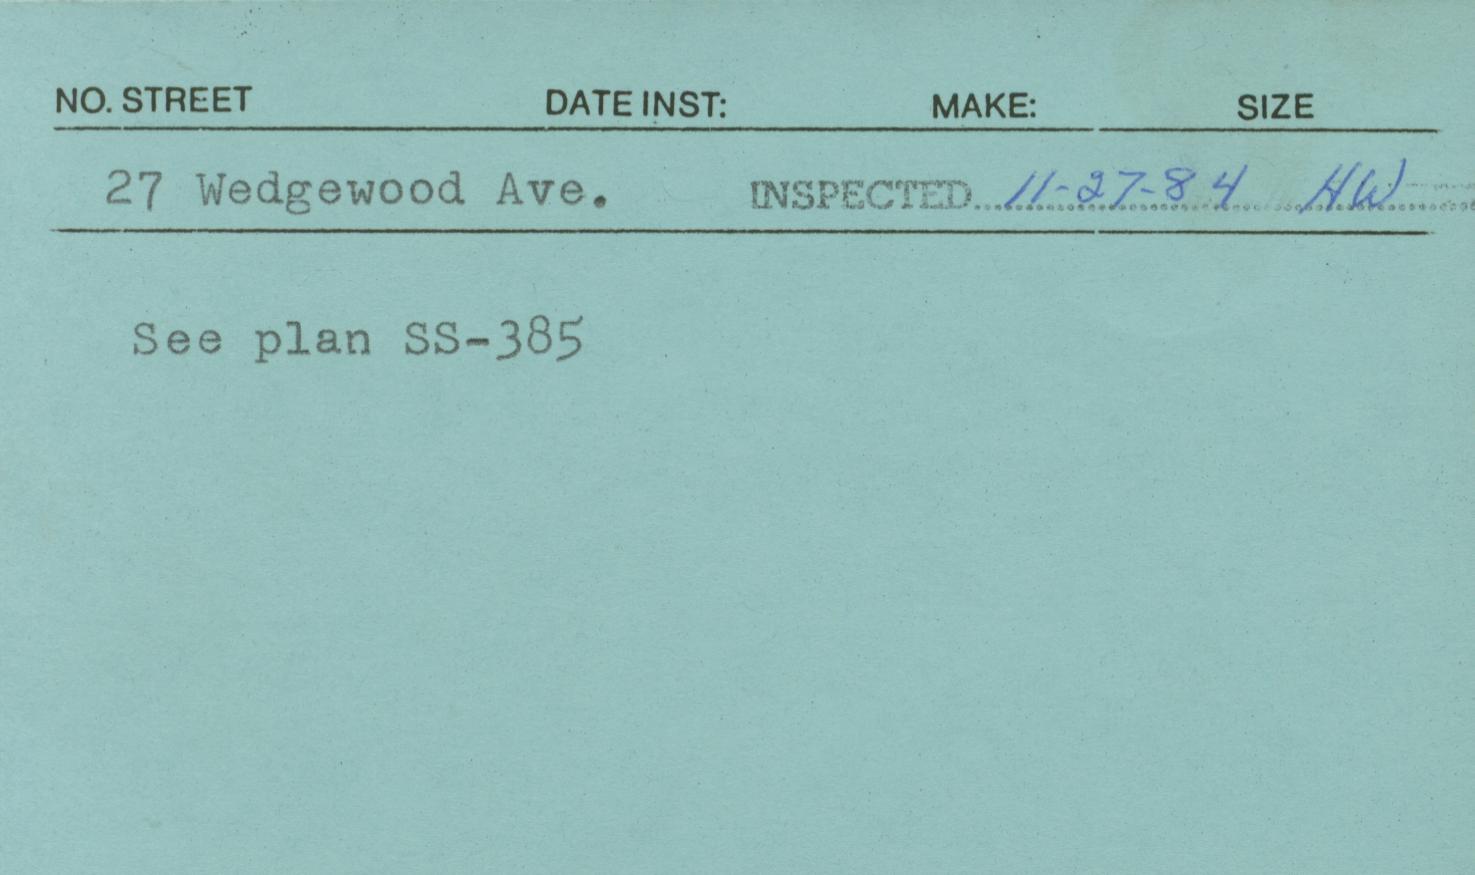 NO. STREET DATE INST: MAKE: SIZE
27 Wedgewood Ave. INSPECTED 11-27-84 HW
See plan SS-385